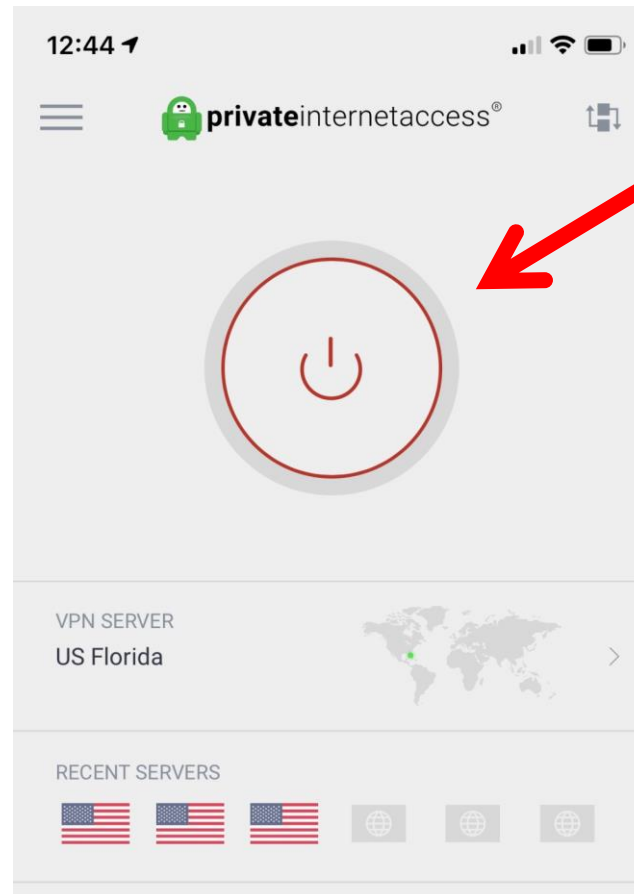 12:44
privateinternetaccess®
VPN SERVER
US Florida
RECENT SERVERS